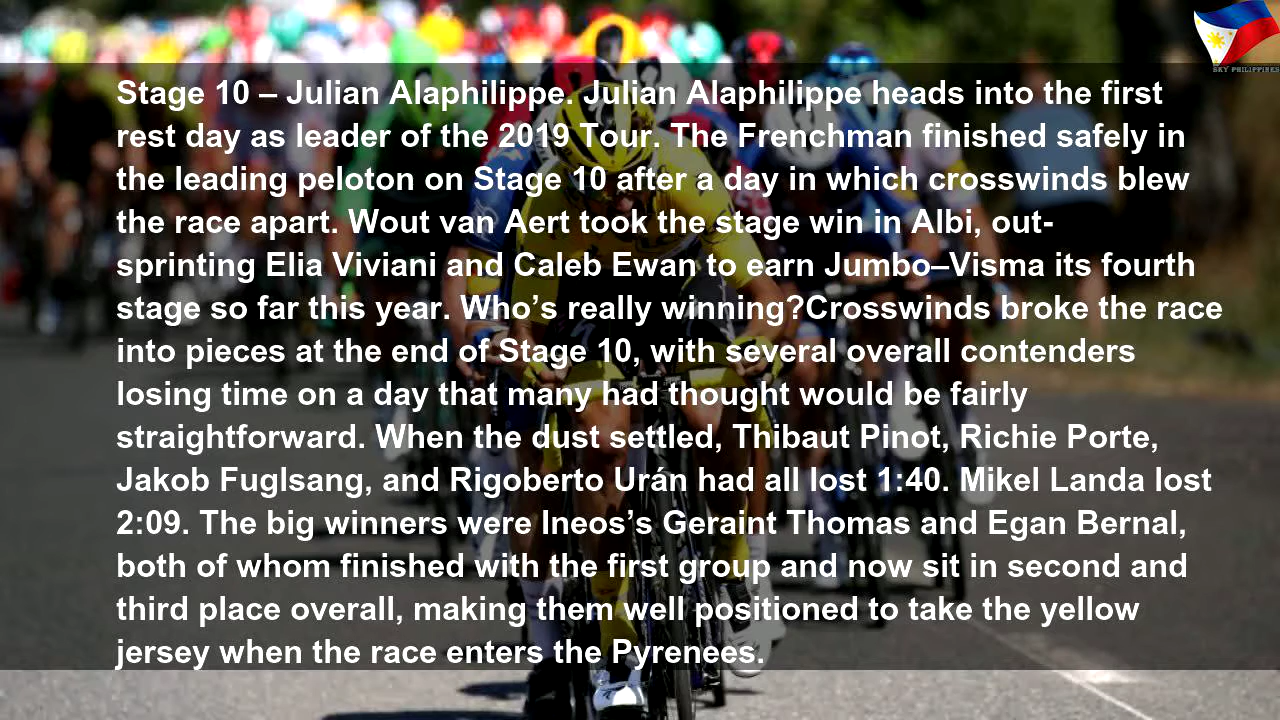 SKY PHILIPPINES
Stage 10 – Julian Alaphilippe. Julian Alaphilippe heads into the first
rest day as leader of the 2019 Tour. The Frenchman finished safely in
the leading peloton on Stage 10 after a day in which crosswinds blew
the race apart. Wout van Aert took the stage win in Albi, out-
sprinting Elia Viviani and Caleb Ewan to earn Jumbo–Visma its fourth
stage so far this year. Who’s really winning?Crosswinds broke the race
into pieces at the end of Stage 10, with several overall contenders
losing time on a day that many had thought would be fairly
straightforward. When the dust settled, Thibaut Pinot, Richie Porte,
Jakob Fuglsang, and Rigoberto Urán had all lost 1:40. Mikel Landa lost
2:09. The big winners were Ineos’s Geraint Thomas and Egan Bernal,
both of whom finished with the first group and now sit in second and
third place overall, making them well positioned to take the yellow
jersey when the race enters the Pyrenees.